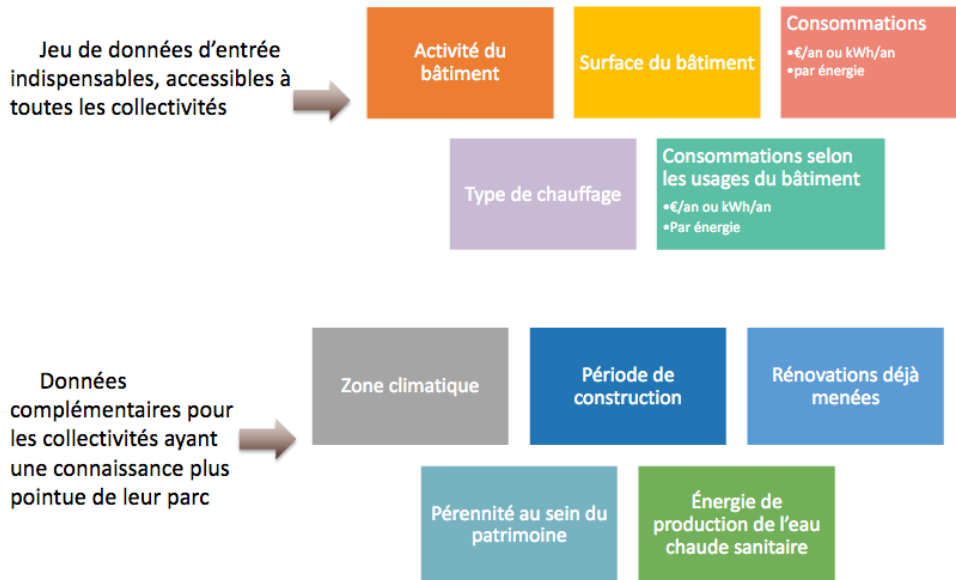 Jeu de données d'entrée
indispensables, accessibles à
toutes les collectivités
Activité du
bâtiment
Surface du bâtiment
Consommations
•€/an ou kWh/an
•par énergie
Type de chauffage
Consommations selon
les usages du bâtiment
•€/an ou kWh/an
•Par énergie
Données
complémentaires pour
les collectivités ayant
une connaissance plus
pointue de leur parc
Zone climatique
Période de
construction
Rénovations déjà
menées
Pérennité au sein du
patrimoine
Énergie de
production de l'eau
chaude sanitaire